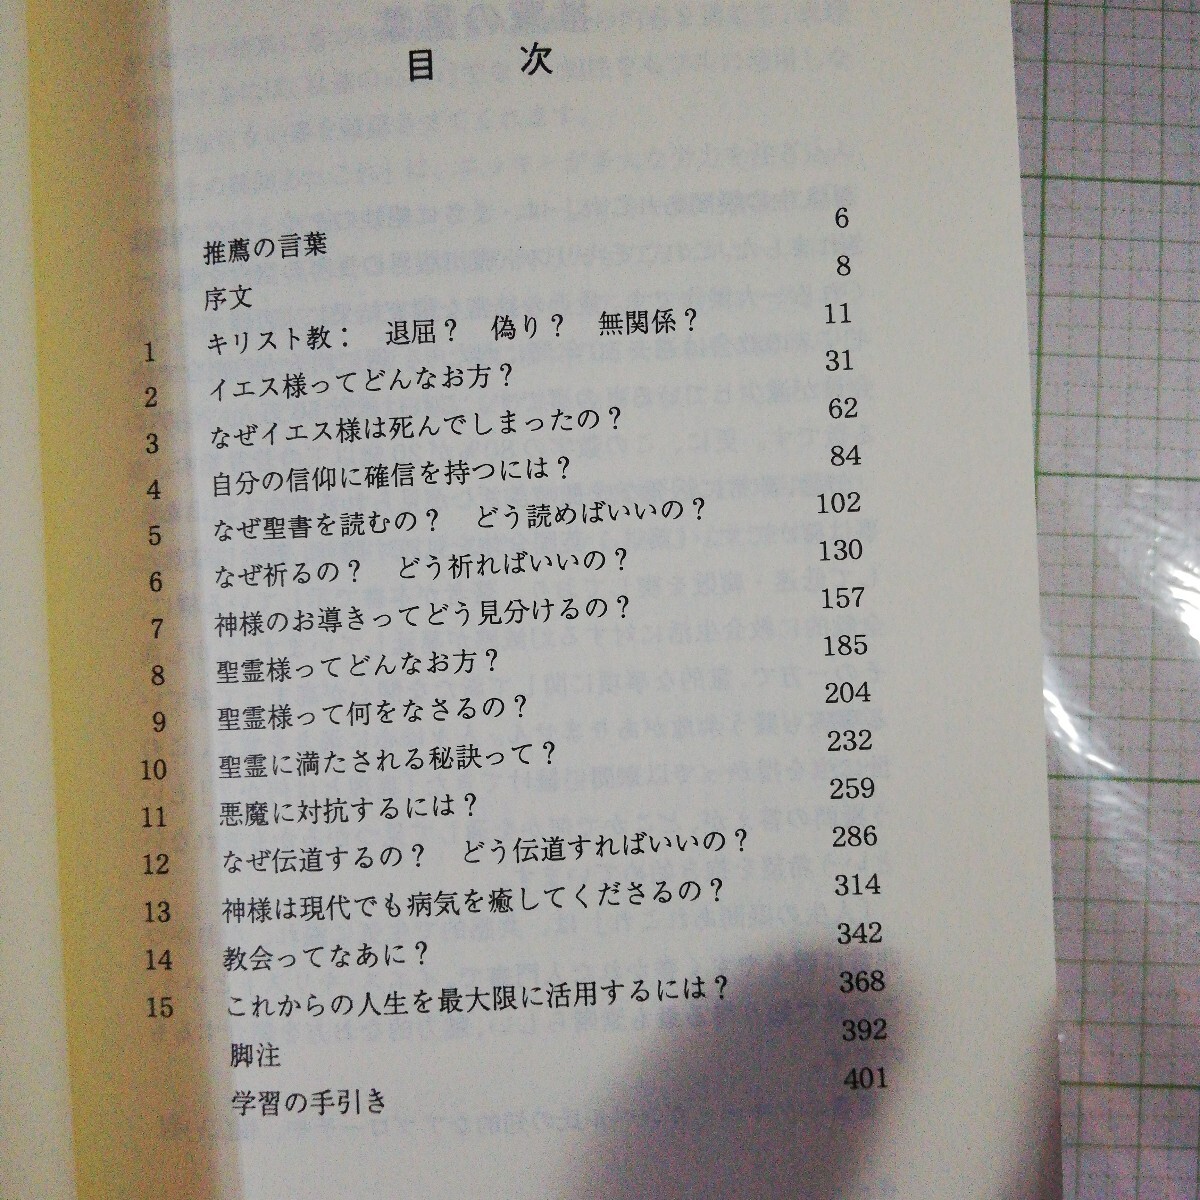 目 次
推薦の言葉 6
序文 8
1 キリスト教： 退屈？ 偽り？ 無関係？ 11
2 イエス様ってどんなお方？ 31
3 なぜイエス様は死んでしまったの？ 62
4 自分の信仰に確信を持つには？ 84
5 なぜ聖書を読むの？ どう読めばいいの？ 102
6 なぜ祈るの？ どう祈ればいいの？ 130
7 神様のお導きってどう見分けるの？ 157
8 聖霊様ってどんなお方？ 185
9 聖霊様って何をなさるの？ 204
10 聖霊に満たされる秘訣って？ 232
11 悪魔に対抗するには？ 259
12 なぜ伝道するの？ どう伝道すればいいの？ 286
13 神様は現代でも病気を癒してくださるの？ 314
14 教会ってなあに？ 342
15 これからの人生を最大限に活用するには？ 368
脚注 392
学習の手引き 401